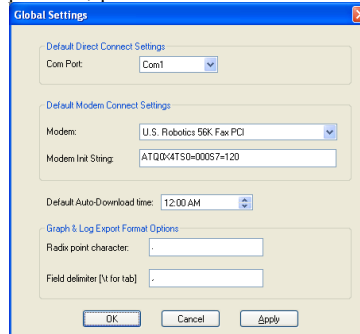 Global Settings
Default Direct Connect Settings
Com Port: Com1
Default Modem Connect Settings
Modem: U.S. Robotics 56K Fax PCI
Modem Init String: ATQ0X4TS0=000S7=120
Default Auto-Download time: 12:00 AM
Graph & Log Export Format Options
Radix point character: .
Field delimiter [\t for tab] ,
OK Cancel Apply